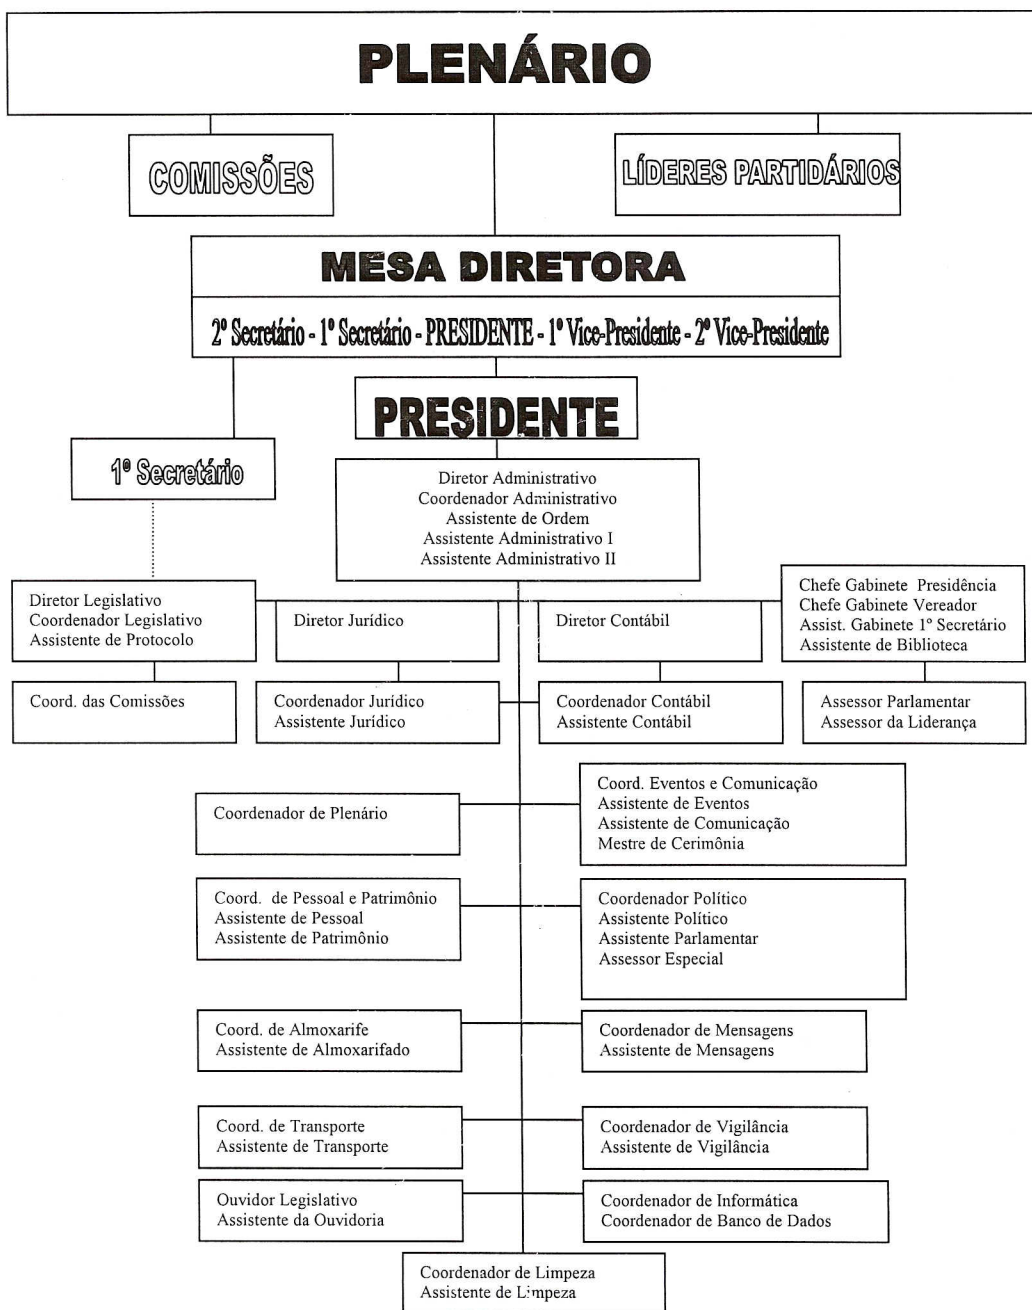 PLENÁRIO
COMISSÕES
LÍDERES PARTIDÁRIOS
MESA DIRETORA
2º Secretário - 1º Secretário - PRESIDENTE - 1º Vice-Presidente - 2º Vice-Presidente
PRESIDENTE
1º Secretário
Diretor Administrativo
Coordenador Administrativo
Assistente de Ordem
Assistente Administrativo I
Assistente Administrativo II
Diretor Legislativo
Coordenador Legislativo
Assistente de Protocolo
Diretor Jurídico
Diretor Contábil
Chefe Gabinete Presidência
Chefe Gabinete Vereador
Assist. Gabinete 1º Secretário
Assistente de Biblioteca
Coord. das Comissões
Coordenador Jurídico
Assistente Jurídico
Coordenador Contábil
Assistente Contábil
Assessor Parlamentar
Assessor da Liderança
Coordenador de Plenário
Coord. Eventos e Comunicação
Assistente de Eventos
Assistente de Comunicação
Mestre de Cerimônia
Coord. de Pessoal e Patrimônio
Assistente de Pessoal
Assistente de Patrimônio
Coordenador Político
Assistente Político
Assistente Parlamentar
Assessor Especial
Coord. de Almoxarife
Assistente de Almoxarifado
Coordenador de Mensagens
Assistente de Mensagens
Coord. de Transporte
Assistente de Transporte
Coordenador de Vigilância
Assistente de Vigilância
Ouvidor Legislativo
Assistente da Ouvidoria
Coordenador de Informática
Coordenador de Banco de Dados
Coordenador de Limpeza
Assistente de Limpeza